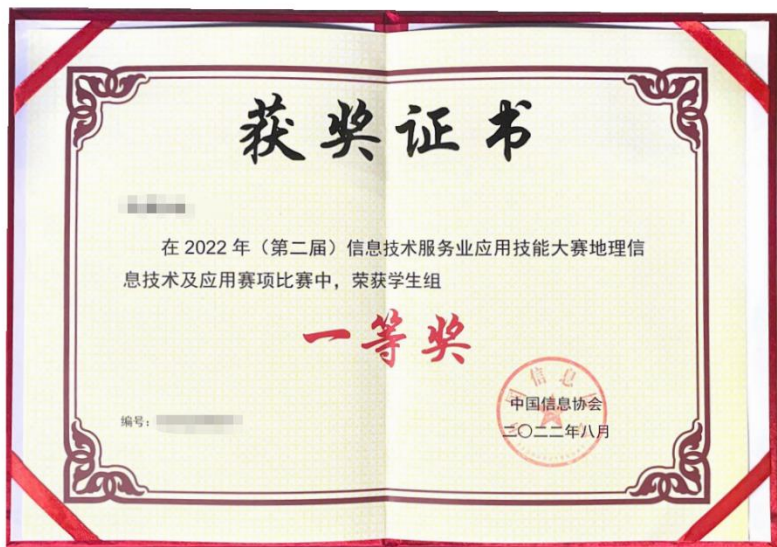 获奖证书
在 2022 年（第二届）信息技术服务业应用技能大赛地理信
息技术及应用赛项比赛中，荣获学生组
一等奖
编号：
中国信息协会
二〇二二年八月